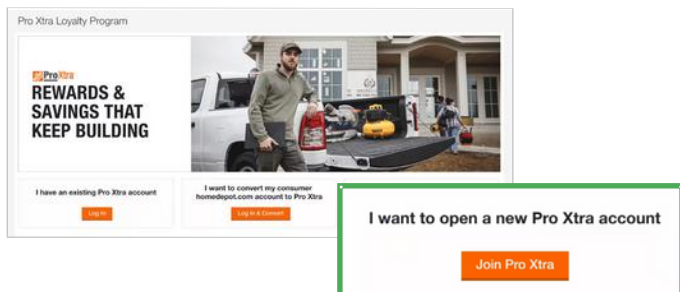 Pro Xtra Loyalty Program
Pro Xtra
REWARDS &
SAVINGS THAT
KEEP BUILDING
I have an existing Pro Xtra account
Log In
I want to convert my consumer
homedepot.com account to Pro Xtra
Log In & Convert
I want to open a new Pro Xtra account
Join Pro Xtra